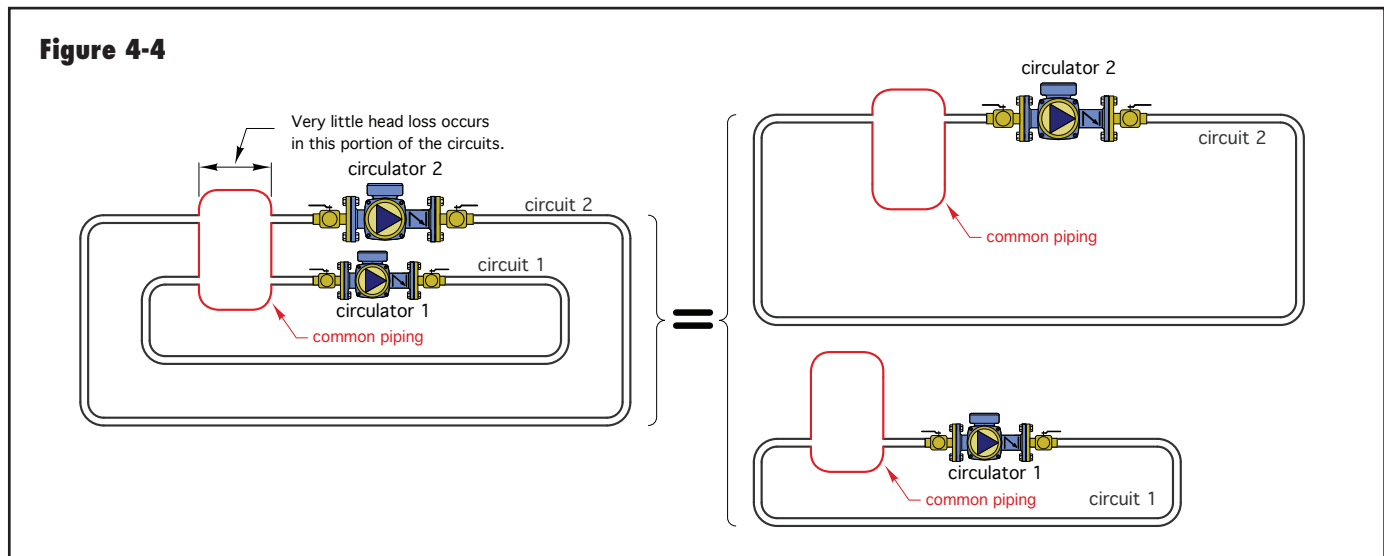 Figure 4-4
Very little head loss occurs
in this portion of the circuits.
circulator 2
circuit 2
circuit 1
circulator 1
common piping
=
circulator 2
circuit 2
common piping
circulator 1
common piping
circuit 1